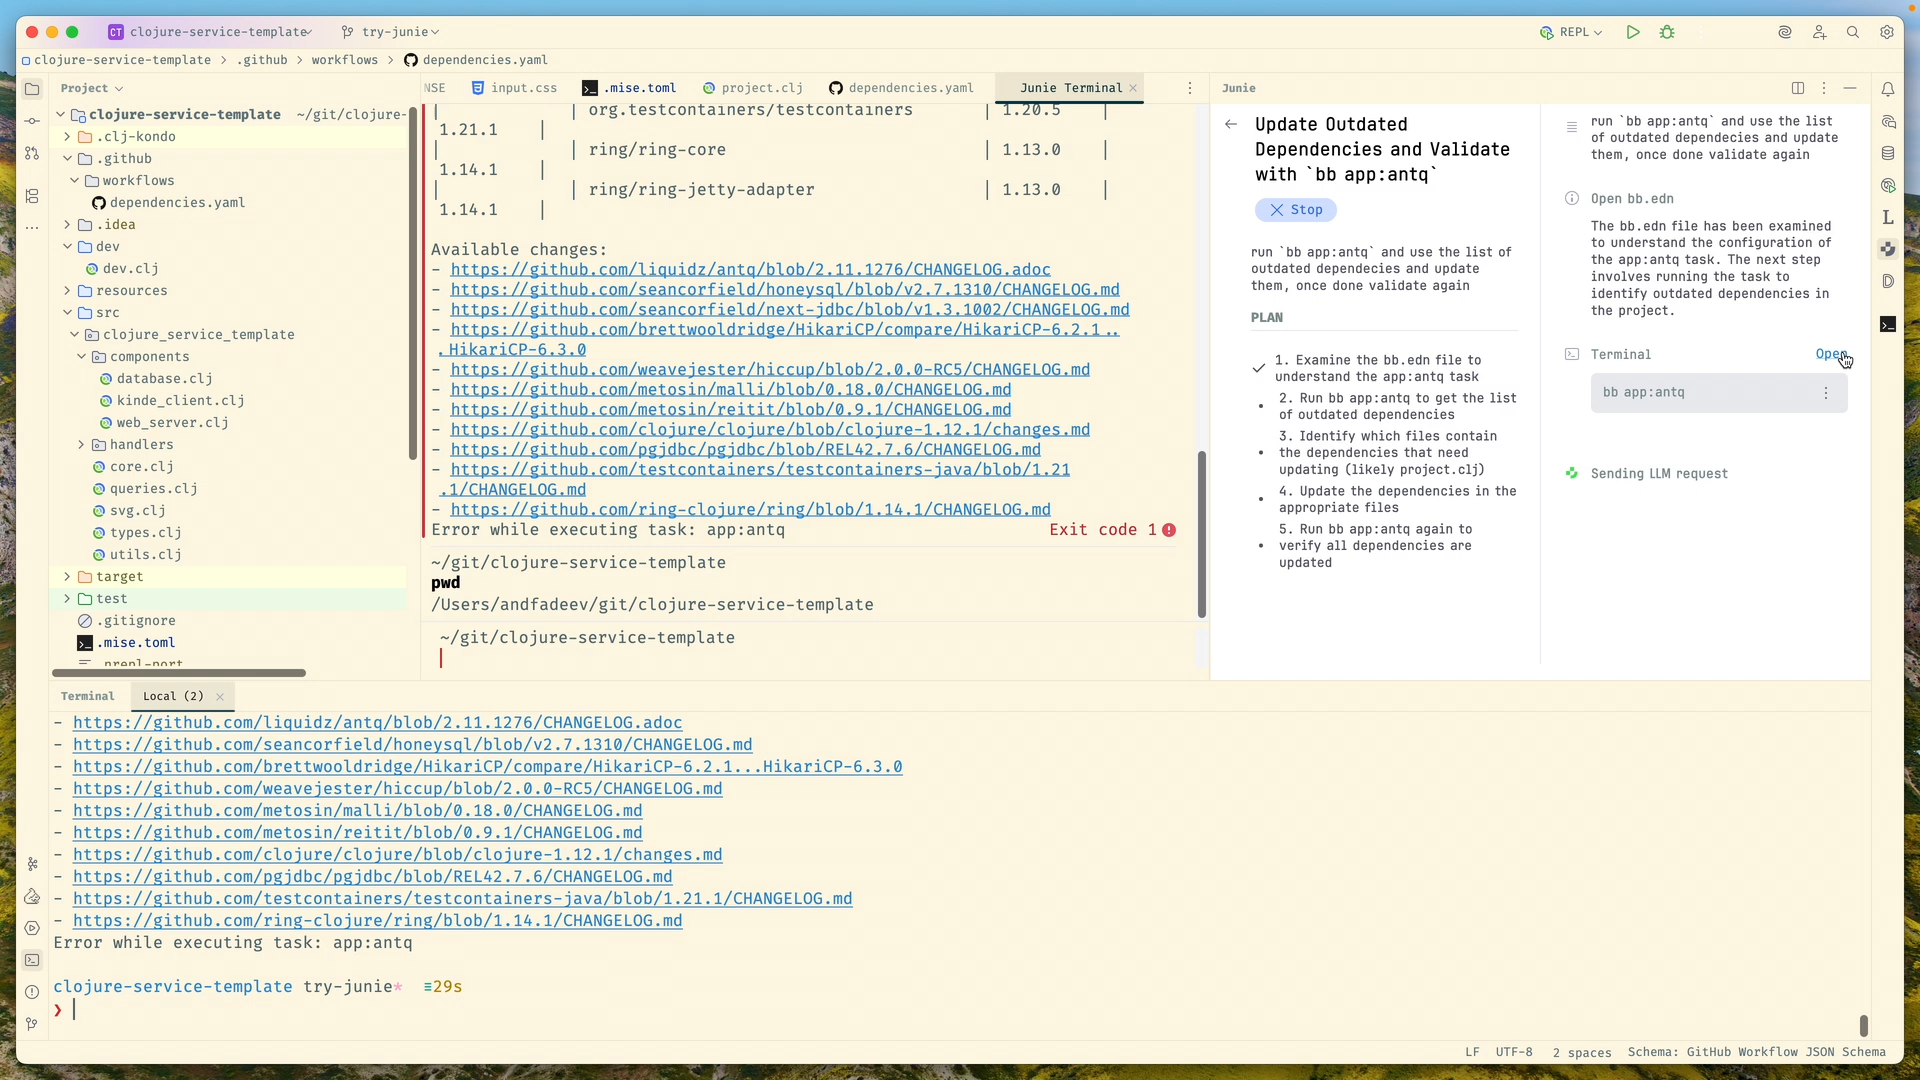 CT clojure-service-template
try-junie
REPL
clojure-service-template > .github > workflows > dependencies.yaml
Project
clojure-service-template ~/git/clojure-
.clj-kondo
.github
workflows
dependencies.yaml
.idea
dev
dev.clj
resources
src
clojure_service_template
components
database.clj
kinde_client.clj
web_server.clj
handlers
core.clj
queries.clj
svg.clj
types.clj
utils.clj
target
test
.gitignore
.mise.toml
.nrepl-port
NSE
input.css
.mise.toml
project.clj
dependencies.yaml
Junie Terminal
| | org.testcontainers/testcontainers | 1.20.5 |
1.21.1 |
| | ring/ring-core | 1.13.0 |
1.14.1 |
| | ring/ring-jetty-adapter | 1.13.0 |
1.14.1 |
Available changes:
- https://github.com/liquidz/antq/blob/2.11.1276/CHANGELOG.adoc
- https://github.com/seancorfield/honeysql/blob/v2.7.1310/CHANGELOG.md
- https://github.com/seancorfield/next-jdbc/blob/v1.3.1002/CHANGELOG.md
- https://github.com/brettwooldridge/HikariCP/compare/HikariCP-6.2.1..
.HikariCP-6.3.0
- https://github.com/weavejester/hiccup/blob/2.0.0-RC5/CHANGELOG.md
- https://github.com/metosin/malli/blob/0.18.0/CHANGELOG.md
- https://github.com/metosin/reitit/blob/0.9.1/CHANGELOG.md
- https://github.com/clojure/clojure/blob/clojure-1.12.1/changes.md
- https://github.com/pgjdbc/pgjdbc/blob/REL42.7.6/CHANGELOG.md
- https://github.com/testcontainers/testcontainers-java/blob/1.21
.1/CHANGELOG.md
- https://github.com/ring-clojure/ring/blob/1.14.1/CHANGELOG.md
Error while executing task: app:antq Exit code 1
~/git/clojure-service-template
pwd
/Users/andfadeev/git/clojure-service-template
~/git/clojure-service-template
Junie
Update Outdated
Dependencies and Validate
with `bb app:antq`
Stop
run `bb app:antq` and use the list
of outdated dependecies and update
them, once done validate again
PLAN
1. Examine the bb.edn file to
understand the app:antq task
• 2. Run bb app:antq to get the list
of outdated dependencies
3. Identify which files contain
• the dependencies that need
updating (likely project.clj)
• 4. Update the dependencies in the
appropriate files
5. Run bb app:antq again to
• verify all dependencies are
updated
run `bb app:antq` and use the list
of outdated dependecies and update
them, once done validate again
Open bb.edn
The bb.edn file has been examined
to understand the configuration of
the app:antq task. The next step
involves running the task to
identify outdated dependencies in
the project.
Terminal Open
bb app:antq
Sending LLM request
L
D
Terminal
Local (2)
- https://github.com/liquidz/antq/blob/2.11.1276/CHANGELOG.adoc
- https://github.com/seancorfield/honeysql/blob/v2.7.1310/CHANGELOG.md
- https://github.com/brettwooldridge/HikariCP/compare/HikariCP-6.2.1...HikariCP-6.3.0
- https://github.com/weavejester/hiccup/blob/2.0.0-RC5/CHANGELOG.md
- https://github.com/metosin/malli/blob/0.18.0/CHANGELOG.md
- https://github.com/metosin/reitit/blob/0.9.1/CHANGELOG.md
- https://github.com/clojure/clojure/blob/clojure-1.12.1/changes.md
- https://github.com/pgjdbc/pgjdbc/blob/REL42.7.6/CHANGELOG.md
- https://github.com/testcontainers/testcontainers-java/blob/1.21.1/CHANGELOG.md
- https://github.com/ring-clojure/ring/blob/1.14.1/CHANGELOG.md
Error while executing task: app:antq
clojure-service-template try-junie* ≡29s
❯
LF UTF-8 2 spaces Schema: GitHub Workflow JSON Schema